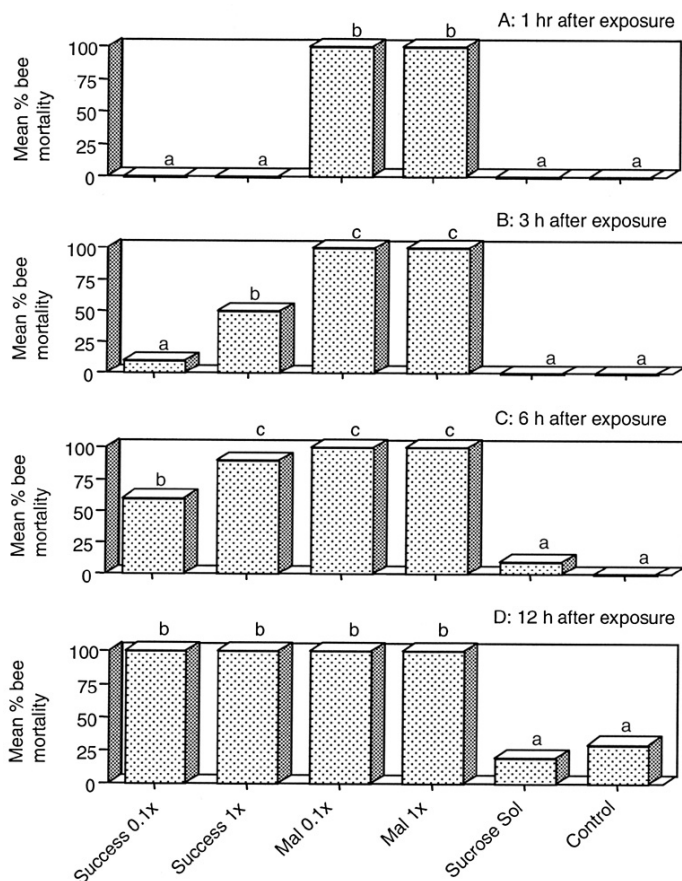 A: 1 hr after exposure
b b
100
75
50
25
0
Mean % bee
mortality
a a a a
B: 3 h after exposure
c c
100
75
50
25
0
Mean % bee
mortality
b
a a a
C: 6 h after exposure
c c c
100
75
50
25
0
Mean % bee
mortality
b
a a
D: 12 h after exposure
b b b b
100
75
50
25
0
Mean % bee
mortality
a a
Success 0.1x
Success 1x
Mal 0.1x
Mal 1x
Sucrose Sol
Control